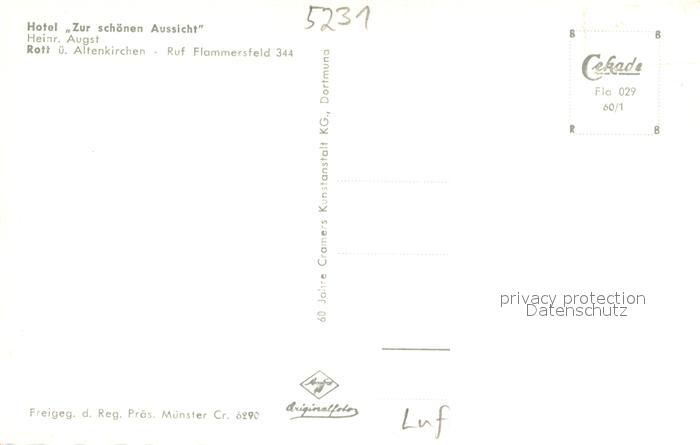 5231
Hotel „Zur schönen Aussicht"
Heinr. Augst
Rott ü. Altenkirchen - Ruf Flammersfeld 344
60 Jahre Cramers Kunstanstalt KG., Dortmund
B B
Cekade
Fla 029
60/1
R B
privacy protection
Datenschutz
Agfa
Originalfoto
Freigeg. d. Reg. Präs. Münster Cr. 6290
Luf